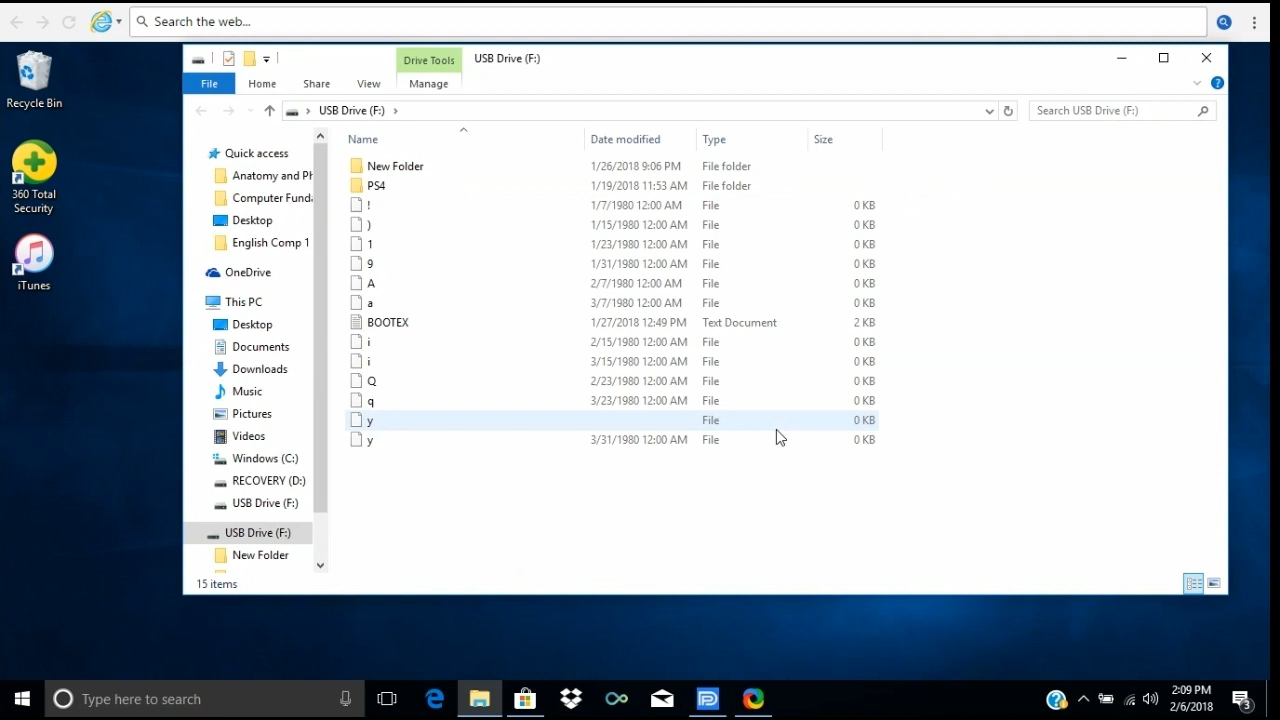 Search the web...
Recycle Bin
360 Total
Security
iTunes
Drive Tools
USB Drive (F:)
File
Home
Share
View
Manage
USB Drive (F:)
Search USB Drive (F:)
Quick access
Anatomy and Ph
Computer Funda
Desktop
English Comp 1
OneDrive
This PC
Desktop
Documents
Downloads
Music
Pictures
Videos
Windows (C:)
RECOVERY (D:)
USB Drive (F:)
USB Drive (F:)
New Folder
Name Date modified Type Size
New Folder 1/26/2018 9:06 PM File folder
PS4 1/19/2018 11:53 AM File folder
! 1/7/1980 12:00 AM File 0 KB
) 1/15/1980 12:00 AM File 0 KB
1 1/23/1980 12:00 AM File 0 KB
9 1/31/1980 12:00 AM File 0 KB
A 2/7/1980 12:00 AM File 0 KB
a 3/7/1980 12:00 AM File 0 KB
BOOTEX 1/27/2018 12:49 PM Text Document 2 KB
i 2/15/1980 12:00 AM File 0 KB
i 3/15/1980 12:00 AM File 0 KB
Q 2/23/1980 12:00 AM File 0 KB
q 3/23/1980 12:00 AM File 0 KB
y File 0 KB
y 3/31/1980 12:00 AM File 0 KB
15 items
Type here to search
2:09 PM
2/6/2018
3